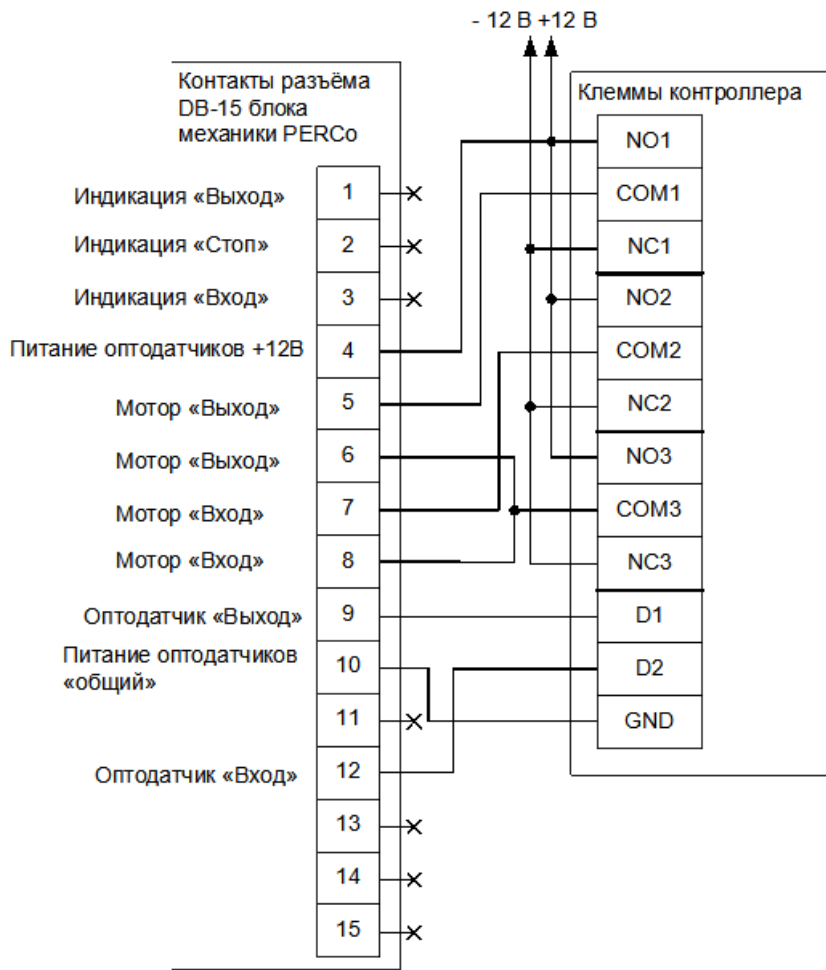 - 12 В +12 В
Контакты разъёма
DB-15 блока
механики PERCo
Клеммы контроллера
NO1
1
COM1
Индикация «Выход»
2
NC1
Индикация «Стоп»
3
NO2
Индикация «Вход»
4
COM2
Питание оптодатчиков +12В
5
NC2
Мотор «Выход»
6
NO3
Мотор «Выход»
7
COM3
Мотор «Вход»
8
NC3
Мотор «Вход»
9
D1
Оптодатчик «Выход»
Питание оптодатчиков
«общий»
10
D2
11
GND
12
Оптодатчик «Вход»
13
14
15